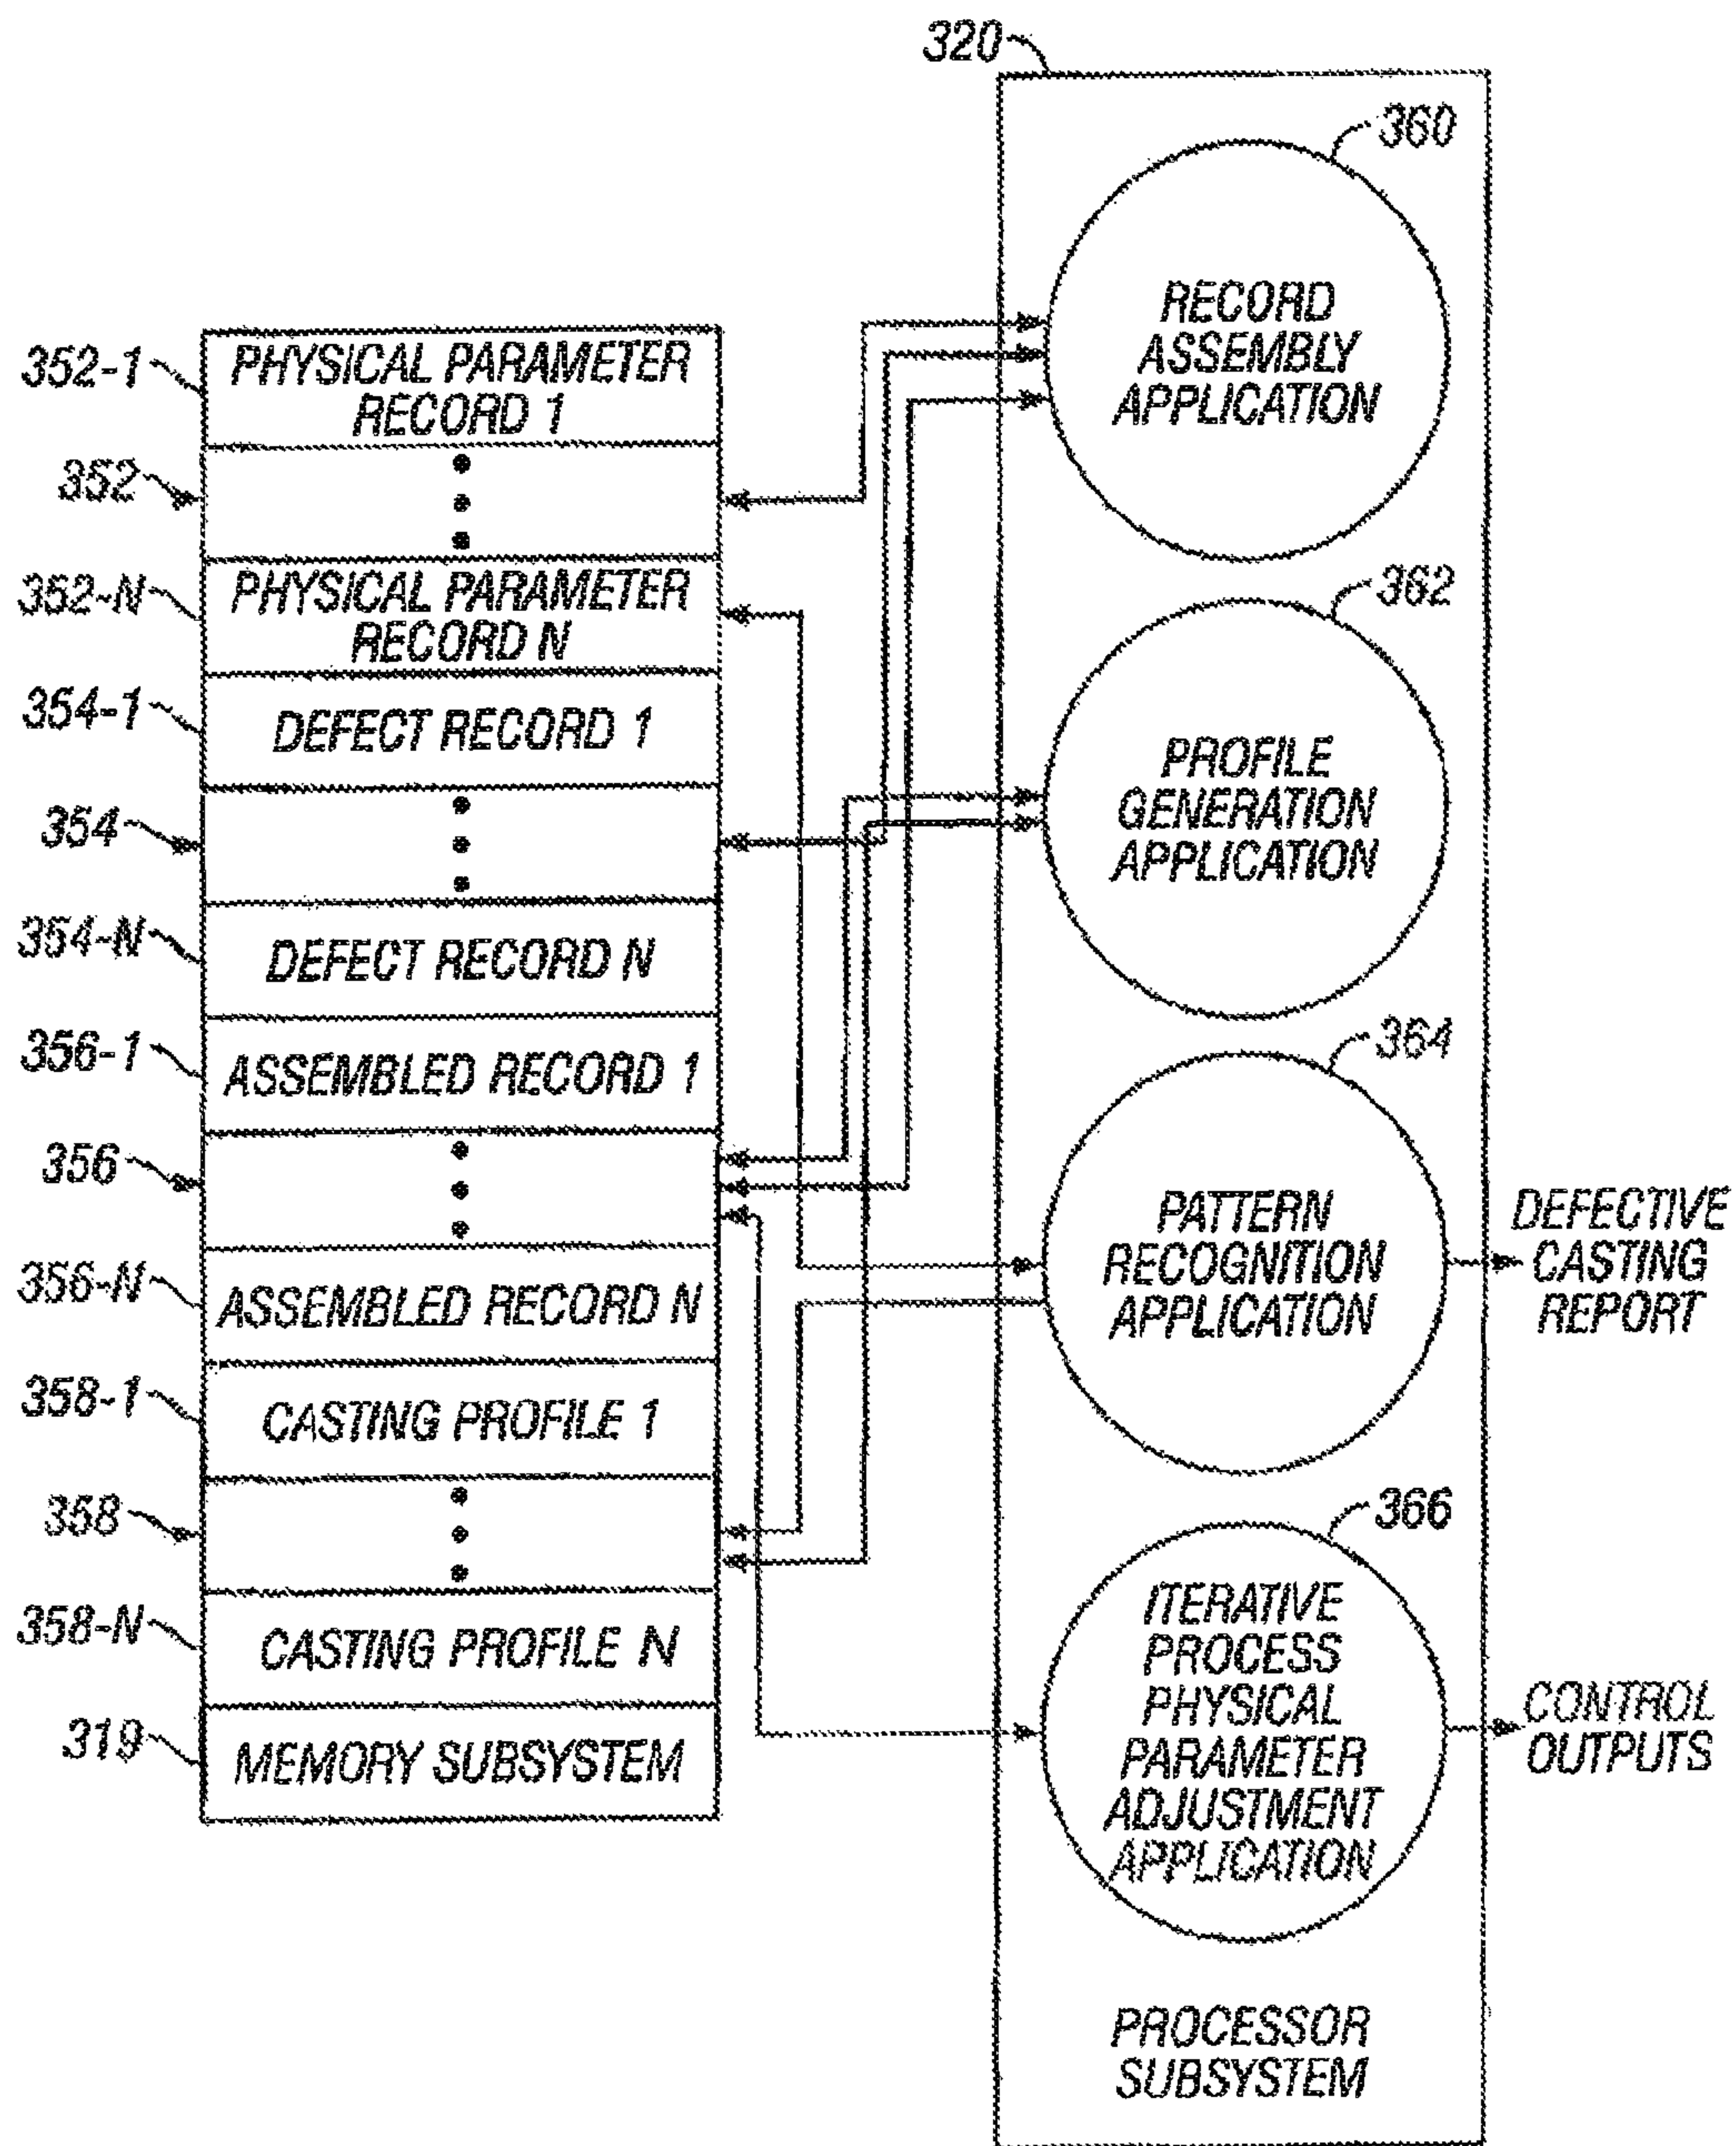 320
360
RECORD
ASSEMBLY
APPLICATION
352-1
PHYSICAL PARAMETER
RECORD 1
352
352-N
PHYSICAL PARAMETER
RECORD N
362
354-1
DEFECT RECORD 1
PROFILE
GENERATION
APPLICATION
354
354-N
DEFECT RECORD N
356-1
ASSEMBLED RECORD 1
364
356
PATTERN
RECOGNITION
APPLICATION
DEFECTIVE
CASTING
REPORT
356-N
ASSEMBLED RECORD N
358-1
CASTING PROFILE 1
358
366
358-N
CASTING PROFILE N
319
MEMORY SUBSYSTEM
ITERATIVE
PROCESS
PHYSICAL
PARAMETER
ADJUSTMENT
APPLICATION
CONTROL
OUTPUTS
PROCESSOR
SUBSYSTEM